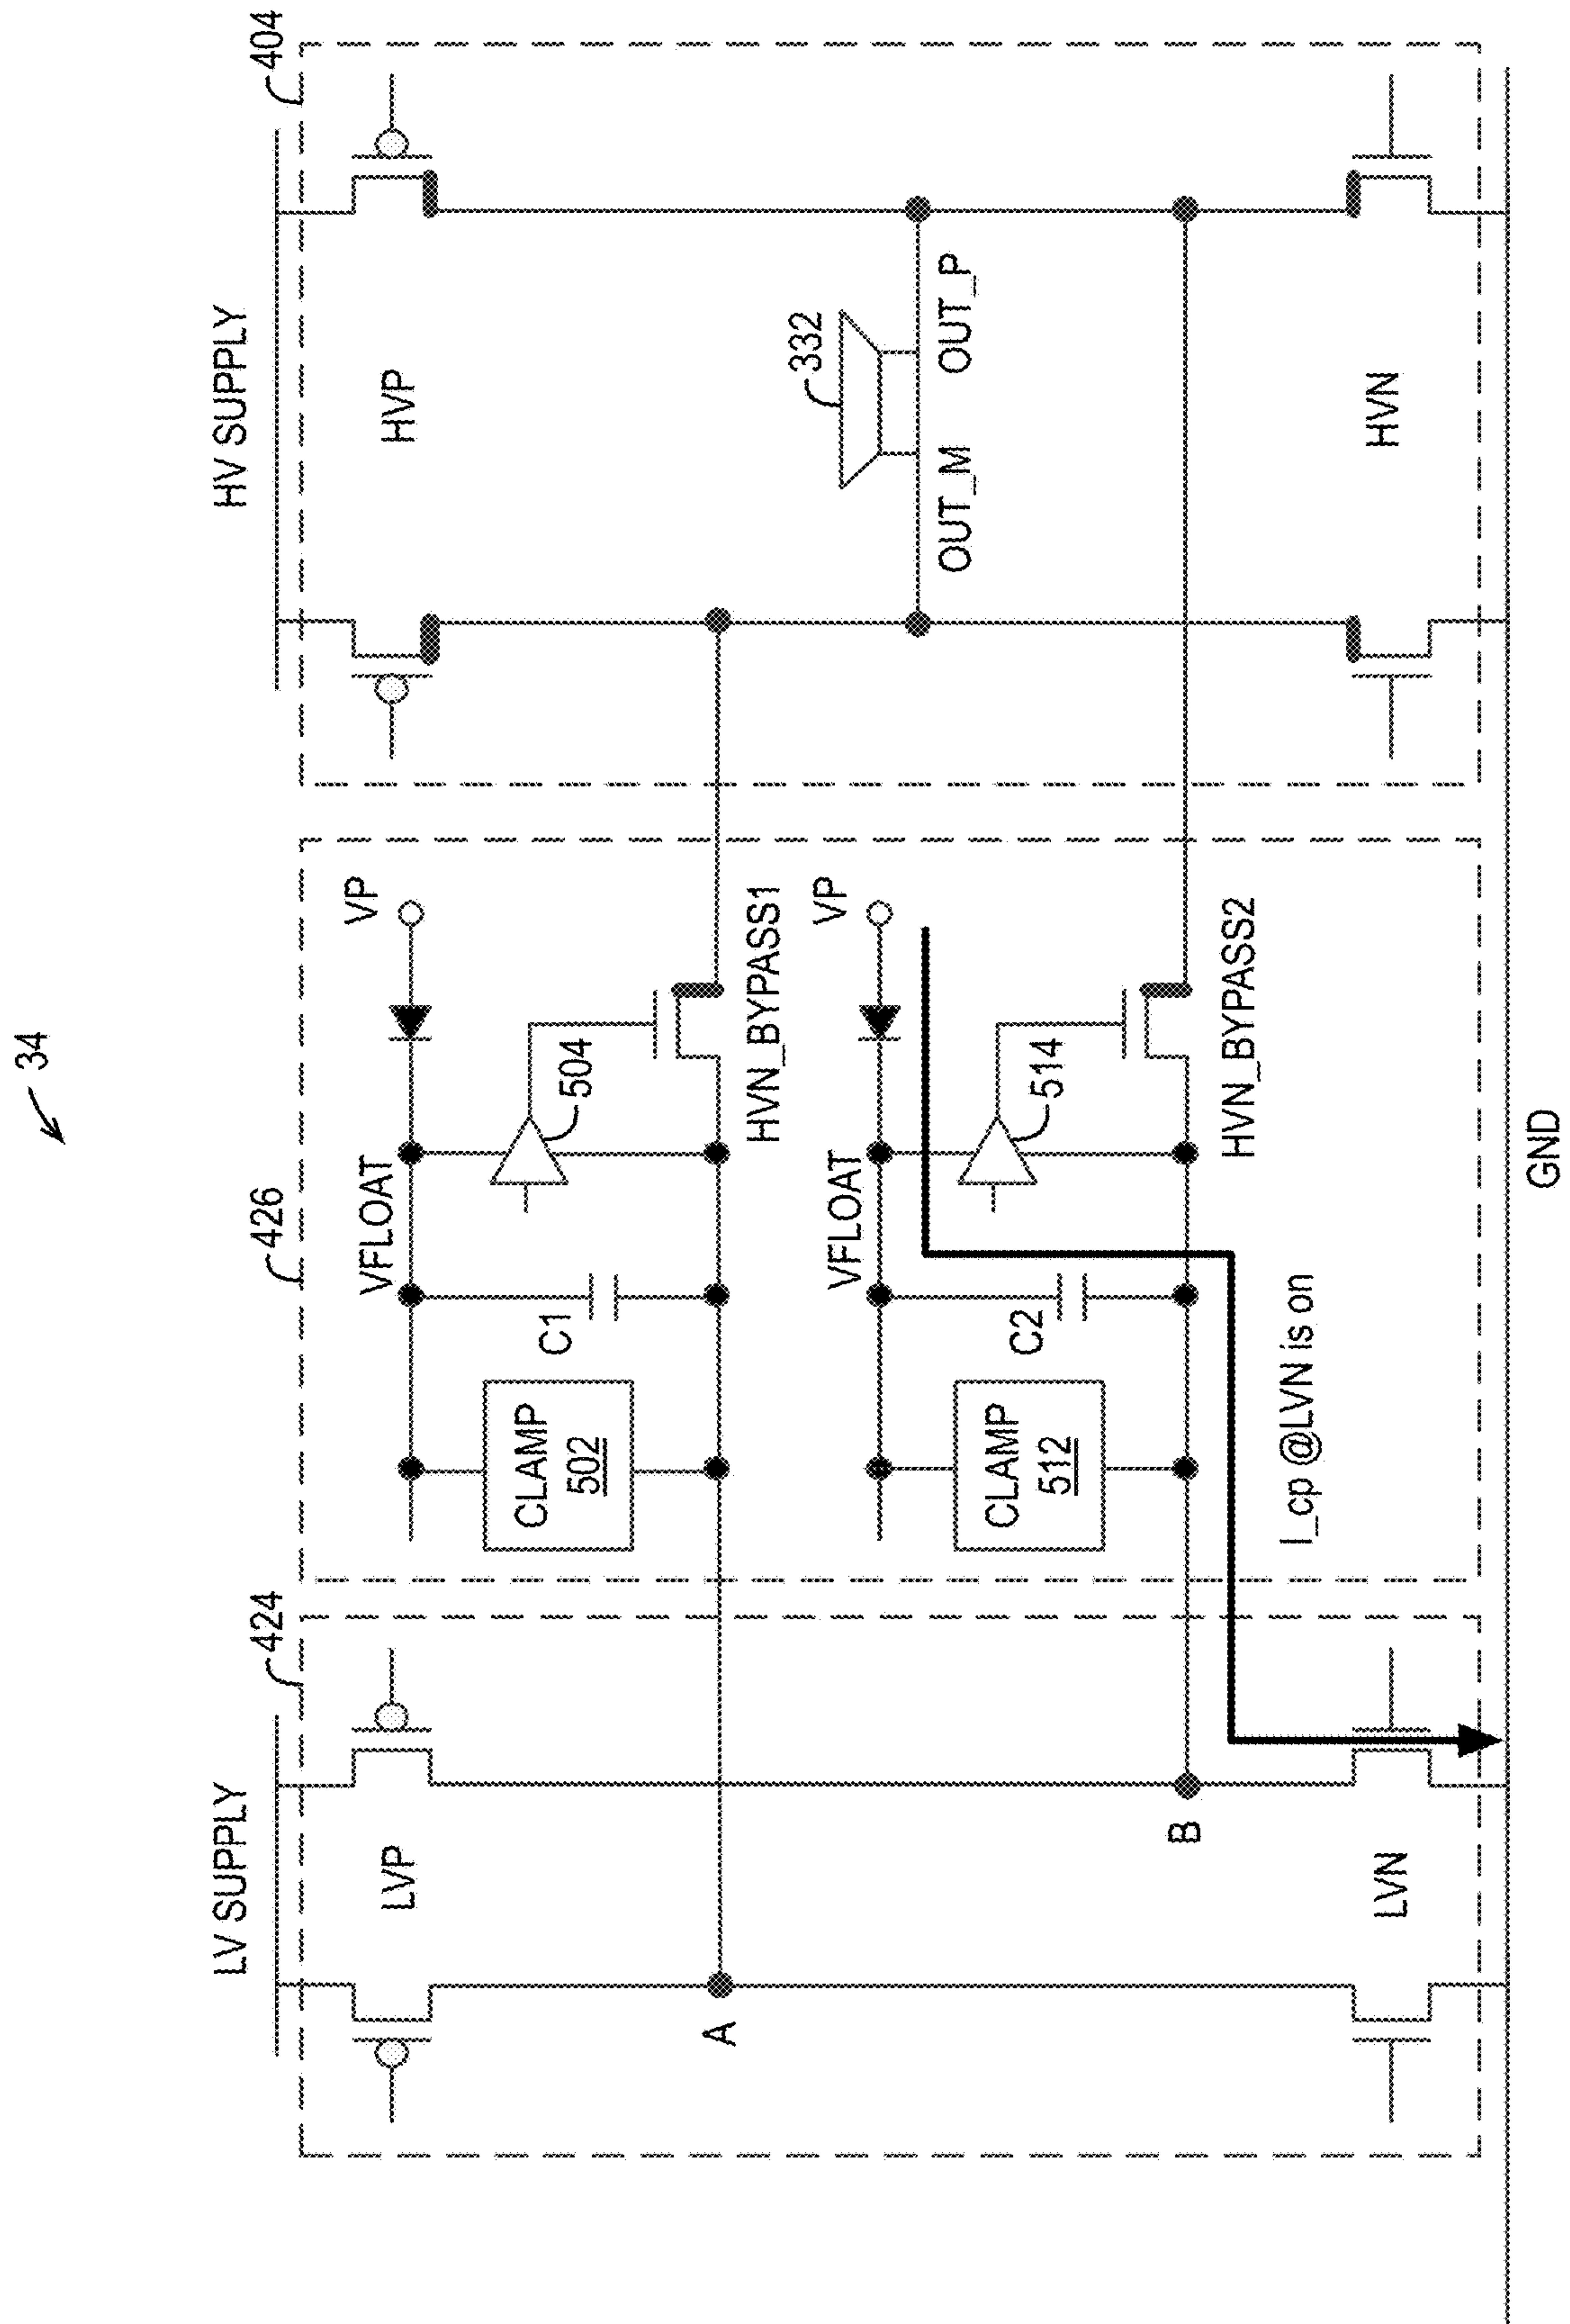 34
LV SUPPLY
424
426
HV SUPPLY
404
LVP
VFLOAT
VP
HVP
CLAMP
502
C1
504
HVN_BYPASS1
A
332
OUT_M
OUT_P
VFLOAT
VP
CLAMP
512
C2
514
HVN_BYPASS2
B
I_cp @LVN is on
LVN
HVN
GND